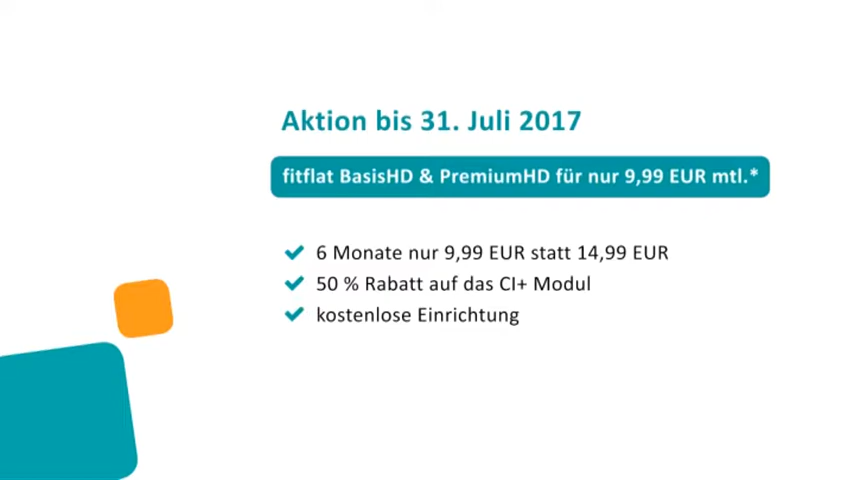 Aktion bis 31. Juli 2017
fitflat BasisHD & PremiumHD für nur 9,99 EUR mtl.*
6 Monate nur 9,99 EUR statt 14,99 EUR
50 % Rabatt auf das CI+ Modul
kostenlose Einrichtung